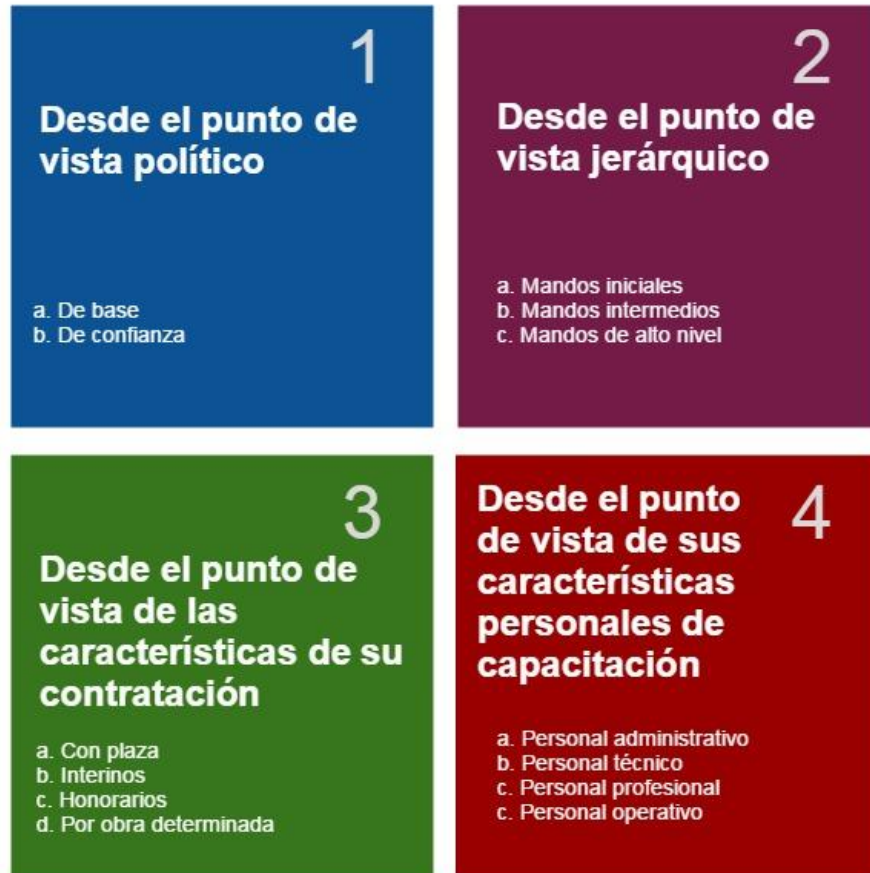 1
Desde el punto de
vista político
a. De base
b. De confianza
2
Desde el punto de
vista jerárquico
a. Mandos iniciales
b. Mandos intermedios
c. Mandos de alto nivel
3
Desde el punto de
vista de las
características de su
contratación
a. Con plaza
b. Interinos
c. Honorarios
d. Por obra determinada
4
Desde el punto
de vista de sus
características
personales de
capacitación
a. Personal administrativo
b. Personal técnico
c. Personal profesional
c. Personal operativo